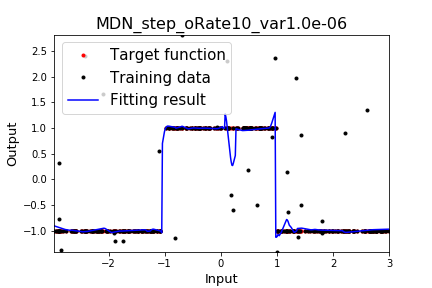 MDN_step_oRate10_var1.0e-06
Target function
Training data
Fitting result
Output
2.5
2.0
1.5
1.0
0.5
0.0
−0.5
−1.0
−2 −1 0 1 2 3
Input